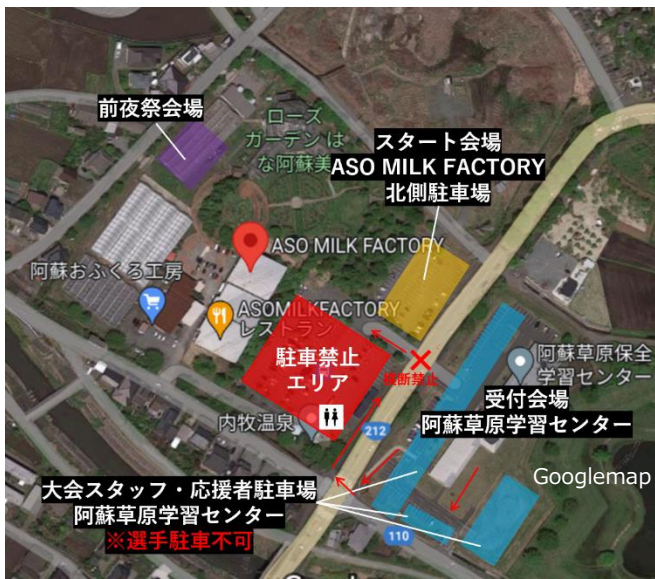 前夜祭会場
ローズ
ガーデン は
な阿蘇美
スタート会場
ASO MILK FACTORY
北側駐車場
ASO MILK FACTORY
阿蘇おふくろ工房
ASOMILKFACTORY
レストラン
駐車禁止
エリア
横断禁止
阿蘇草原保全
学習センター
受付会場
阿蘇草原学習センター
内牧温泉
212
Googlemap
大会スタッフ・応援者駐車場
阿蘇草原学習センター
※選手駐車不可
110